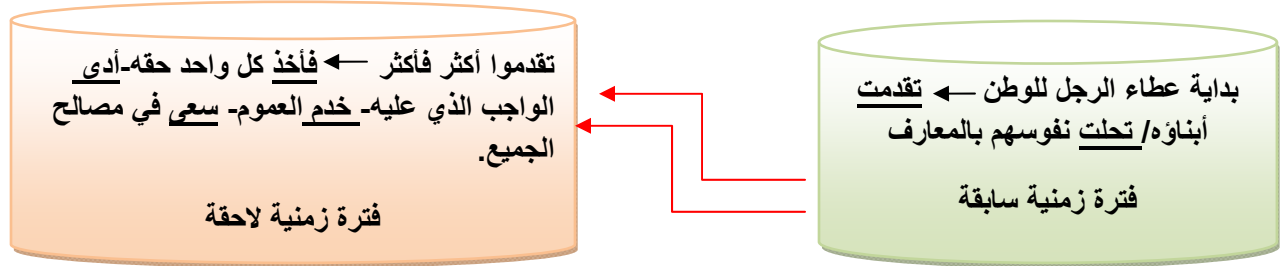 بداية عطاء الرجل للوطن ← تقدمت
أبناؤه/ تحلت نفوسهم بالمعارف
فترة زمنية سابقة
تقدموا أكثر فأكثر ← فأخذ كل واحد حقه-أدى
الواجب الذي عليه- خدم العموم- سعى في مصالح
الجميع.
فترة زمنية لاحقة